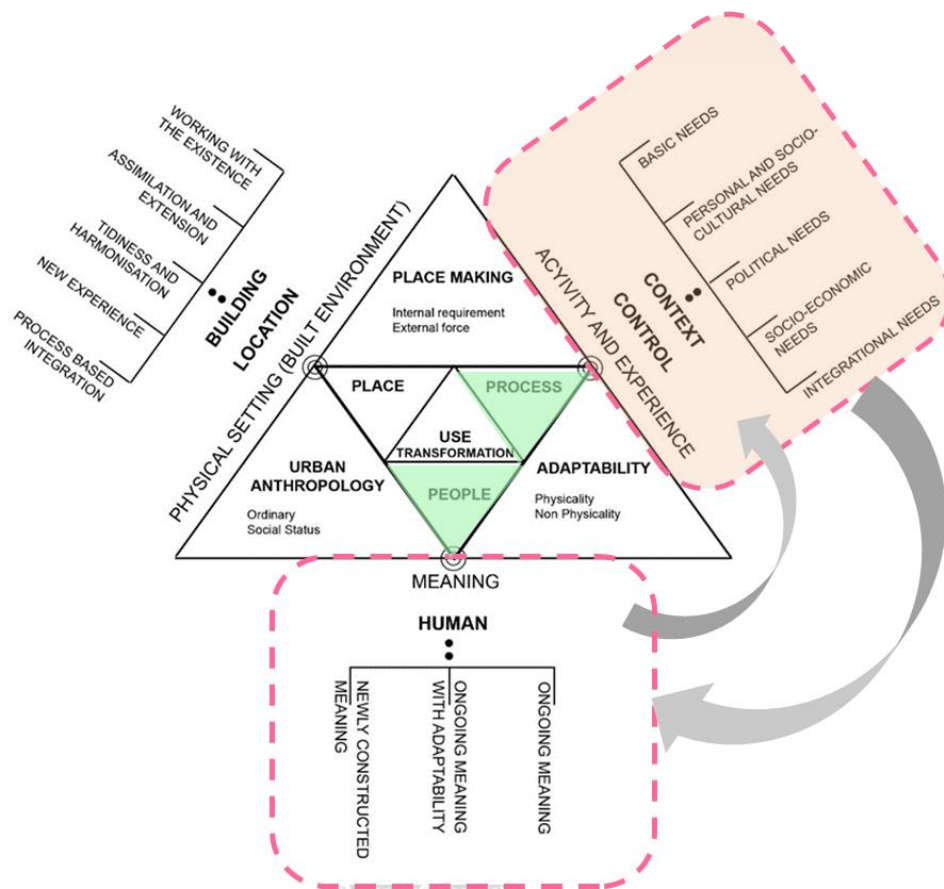 WORKING WITH
THE EXISTENCE
ASSIMILATION AND
EXTENSION
TIDINESS AND
HARMONISATION
NEW EXPERIENCE
PROCESS BASED
INTEGRATION
BUILDING
LOCATION
PHYSICAL SETTING (BUILT ENVIRONMENT)
BASIC NEEDS
PERSONAL AND SOCIO-
CULTURAL NEEDS
POLITICAL NEEDS
SOCIO-ECONOMIC
NEEDS
INTEGRATIONAL NEEDS
CONTEXT
CONTROL
ACYIVITY AND EXPERIENCE
PLACE MAKING
Internal requirement
External force
PLACE
PROCESS
USE
TRANSFORMATION
URBAN
ANTHROPOLOGY
Ordinary
Social Status
PEOPLE
ADAPTABILITY
Physicality
Non Physicality
MEANING
HUMAN
NEWLY CONSTRUCTED
MEANING
ONGOING MEANING
WITH ADAPTABILITY
ONGOING MEANING